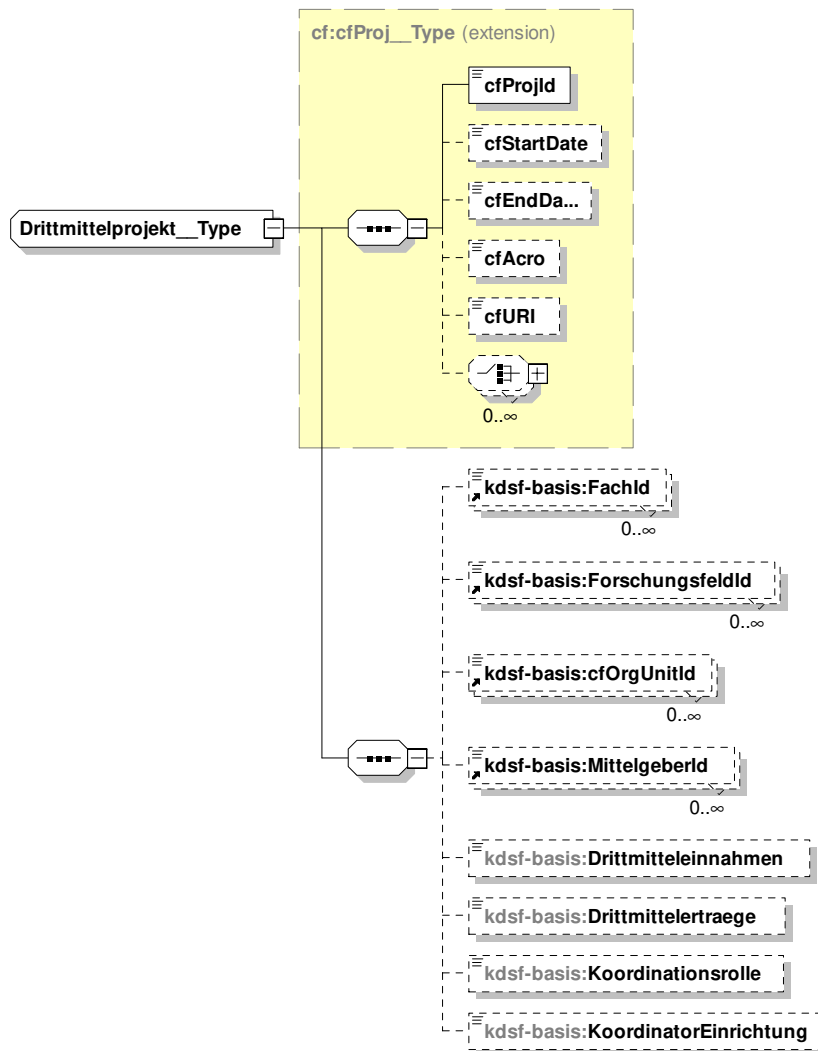 cf:cfProj__Type (extension)
cfProjId
cfStartDate
cfEndDa...
Drittmittelprojekt__Type
cfAcro
cfURI
0..∞
kdsf-basis:FachId
0..∞
kdsf-basis:ForschungsfeldId
0..∞
kdsf-basis:cfOrgUnitId
0..∞
kdsf-basis:MittelgeberId
0..∞
kdsf-basis:Drittmitteleinnahmen
kdsf-basis:Drittmittelertraege
kdsf-basis:Koordinationsrolle
kdsf-basis:KoordinatorEinrichtung